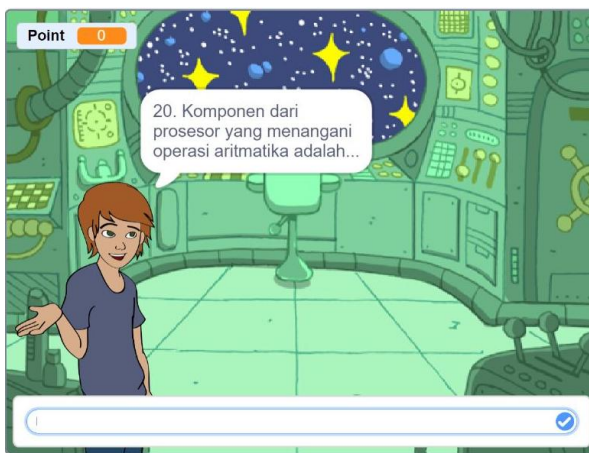 Point 0
20. Komponen dari
prosesor yang menangani
operasi aritmatika adalah...